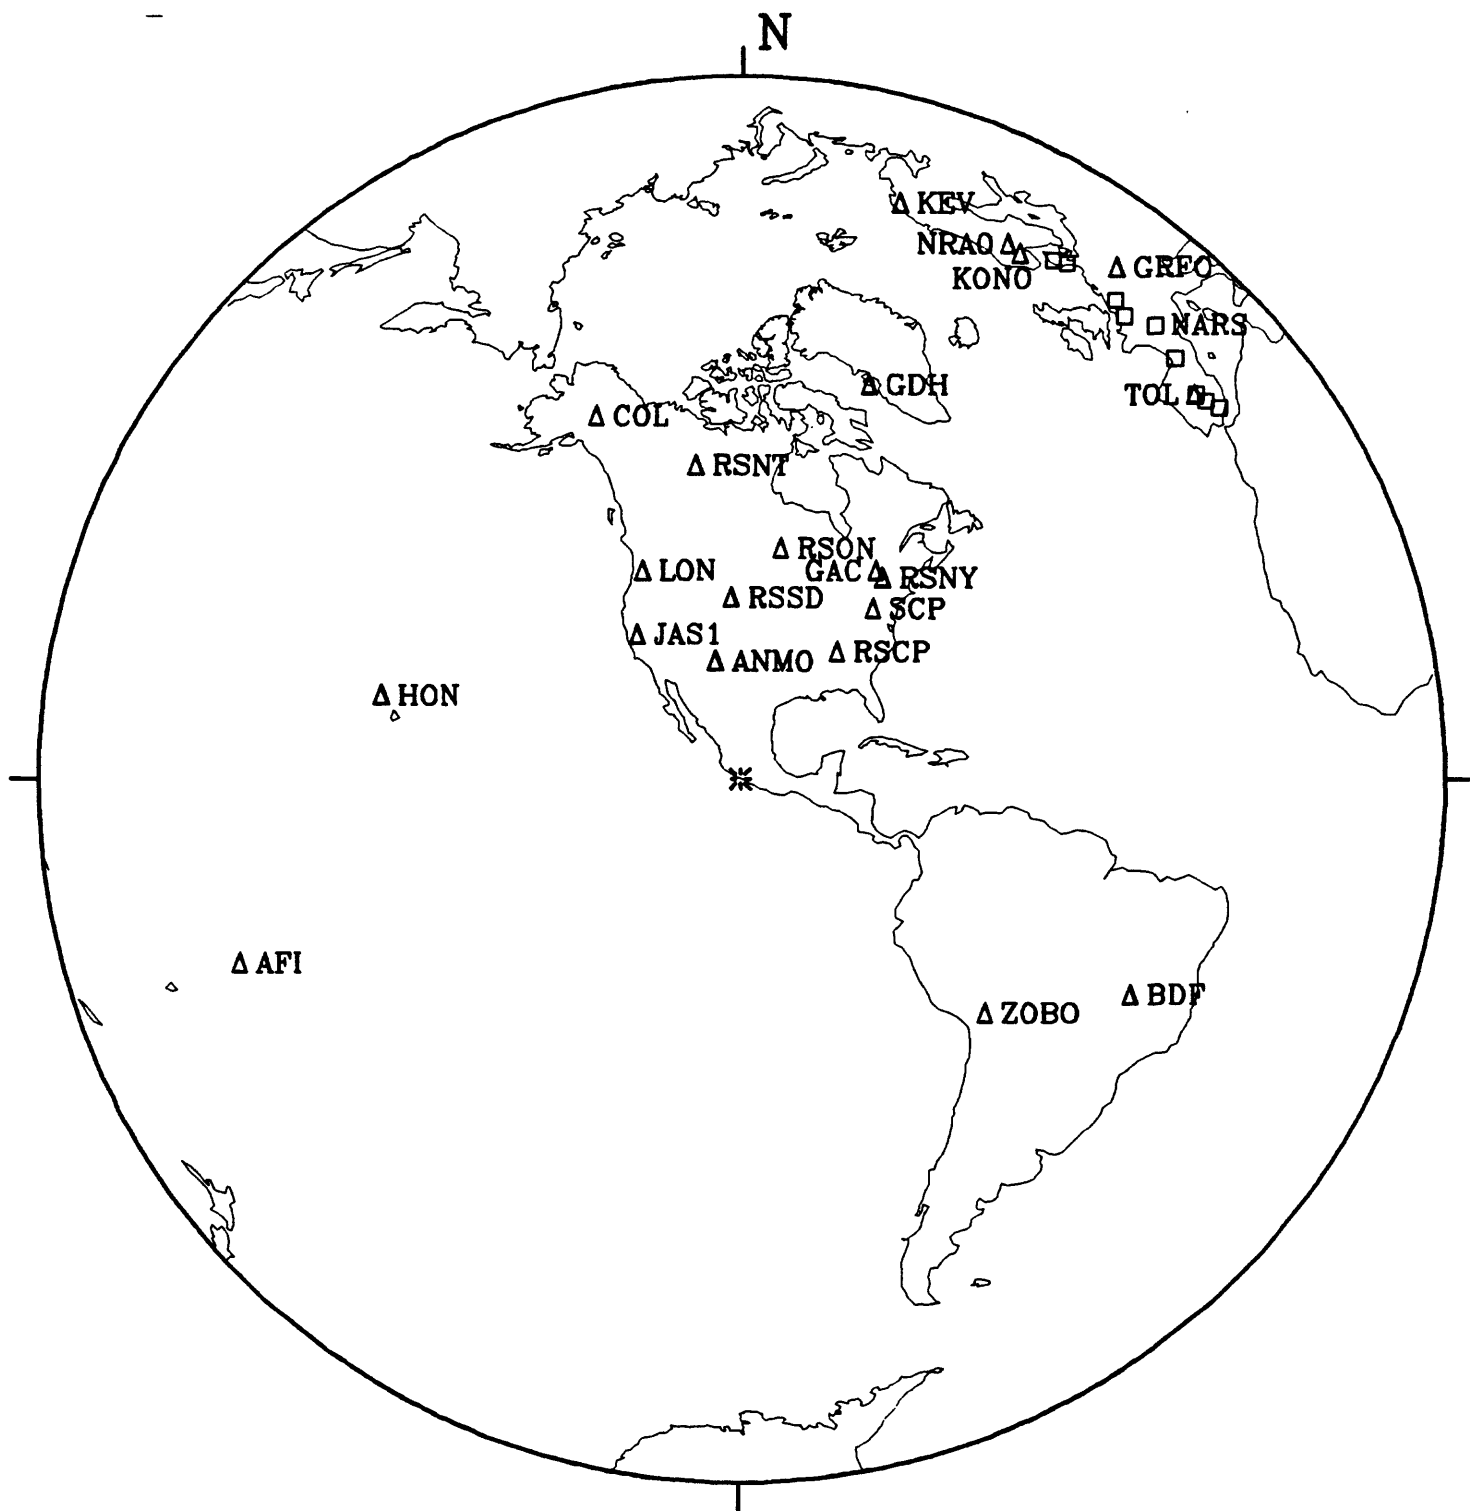 N
KEV
NRAO
KONO
GRFO
NARS
GDH
TOL
COL
RSNT
RSON
GAC
LON
RSNY
RSSD
SCP
JAS1
RSCP
ANMO
HON
AFI
BDF
ZOBO